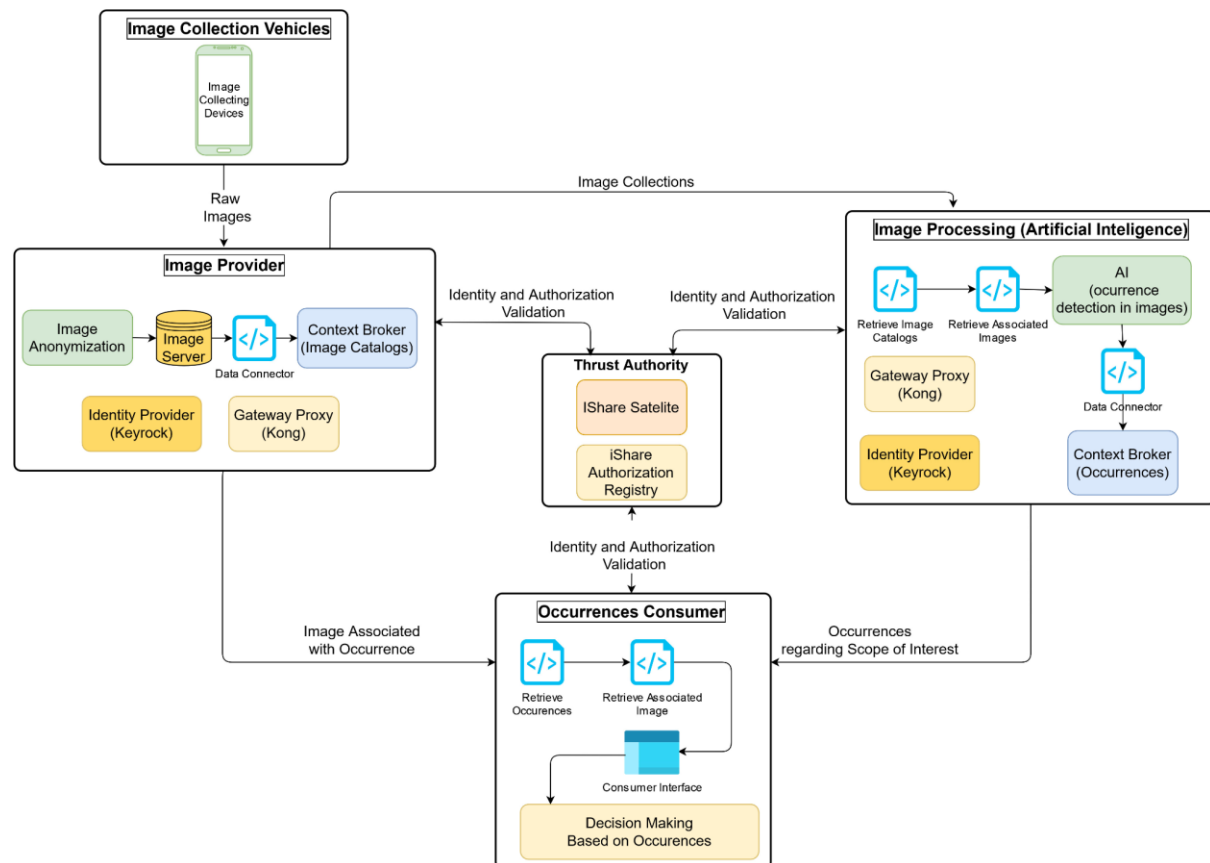 Image Collection Vehicles
Image
Collecting
Devices
Raw
Images
Image Collections
Image Provider
Image
Anonymization
Image
Server
Data Connector
Context Broker
(Image Catalogs)
Identity Provider
(Keyrock)
Gateway Proxy
(Kong)
Identity and Authorization
Validation
Identity and Authorization
Validation
Thrust Authority
IShare Satelite
iShare
Authorization
Registry
Identity and Authorization
Validation
Image Processing (Artificial Inteligence)
Retrieve Image
Catalogs
Retrieve Associated
Images
AI
(ocurrence
detection in images)
Gateway Proxy
(Kong)
Data Connector
Identity Provider
(Keyrock)
Context Broker
(Occurrences)
Image Associated
with Occurrence
Occurrences
regarding Scope of Interest
Occurrences Consumer
Retrieve
Occurences
Retrieve Associated
Image
Consumer Interface
Decision Making
Based on Occurences